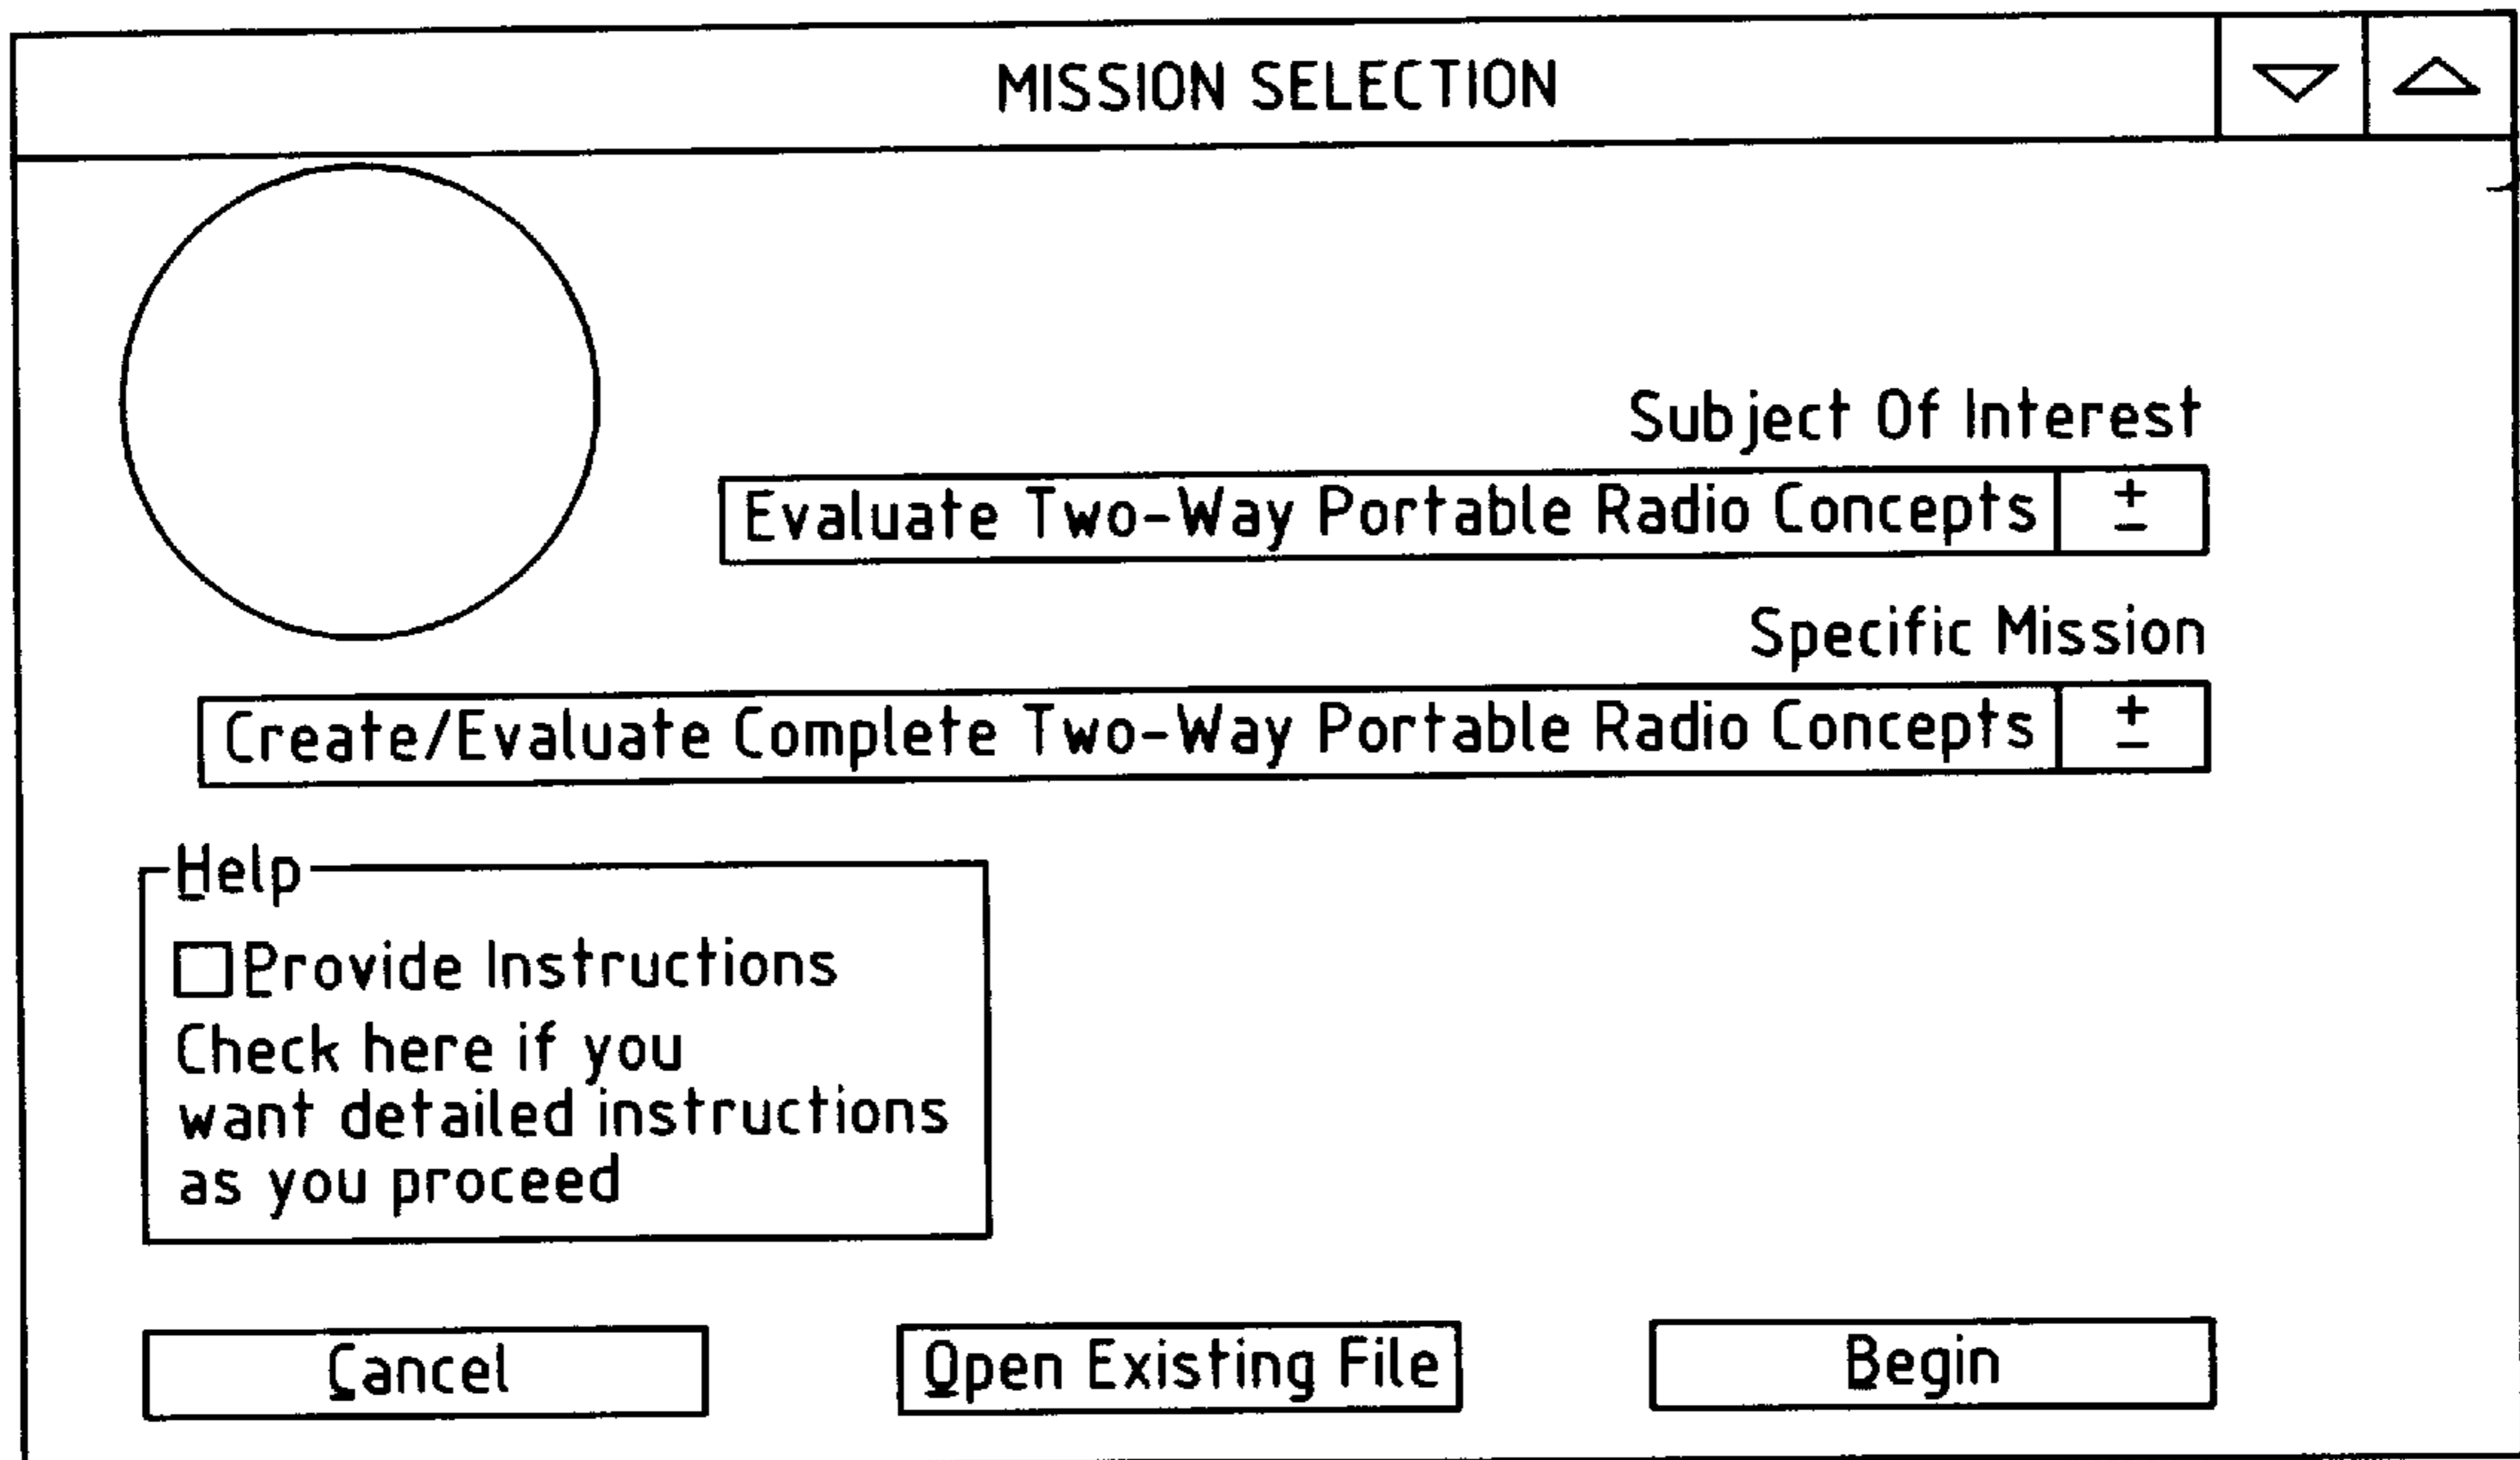 MISSION SELECTION
Subject Of Interest
Evaluate Two-Way Portable Radio Concepts ±
Specific Mission
Create/Evaluate Complete Two-Way Portable Radio Concepts ±
Help
Provide Instructions
Check here if you
want detailed instructions
as you proceed
Cancel
Open Existing File
Begin